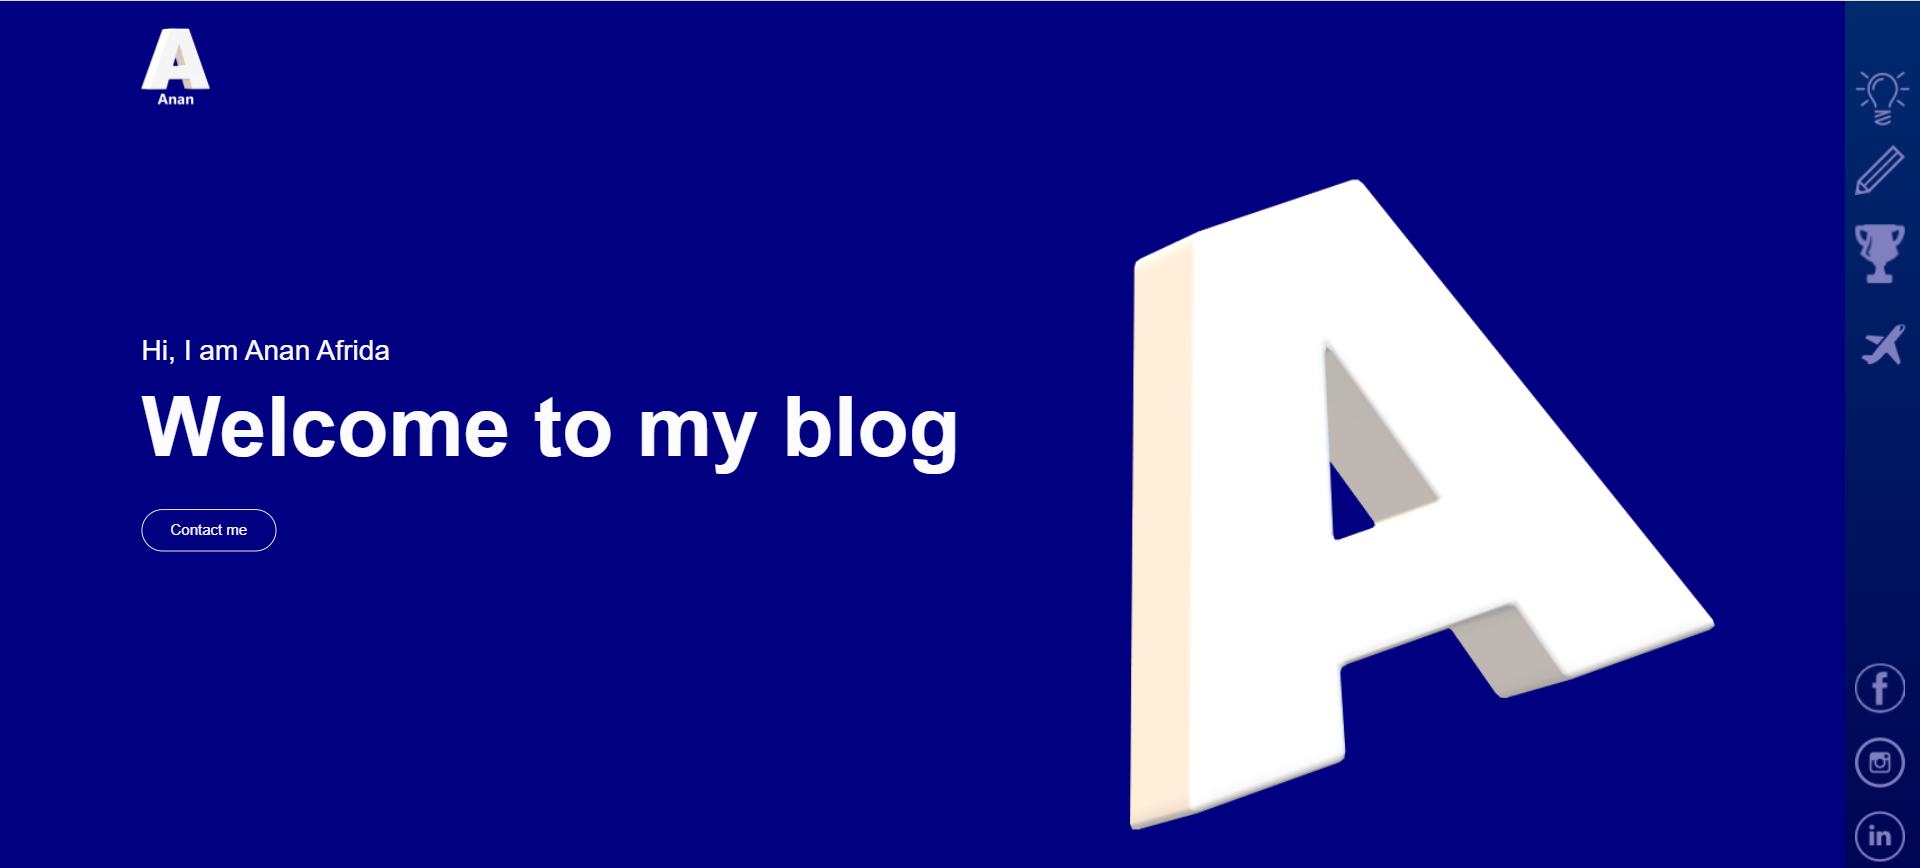 A
Anan
Hi, I am Anan Afrida
Welcome to my blog
Contact me
A
f
in